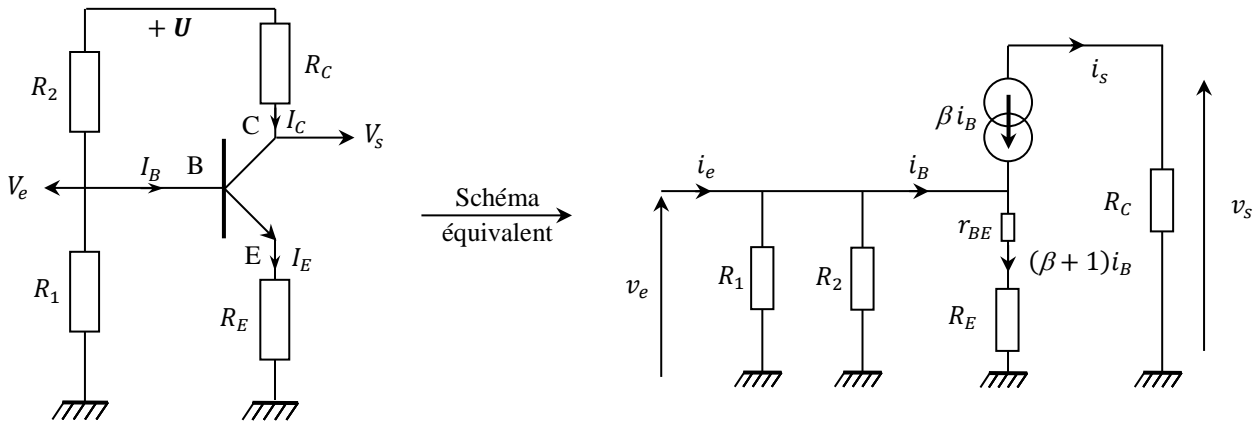 + U
R_2
R_C
C
I_C
V_s
B
I_B
V_e
E
I_E
R_1
R_E
Schéma
équivalent
i_s
β i_B
i_e
i_B
r_BE
R_C
v_s
(β + 1)i_B
v_e
R_1
R_2
R_E